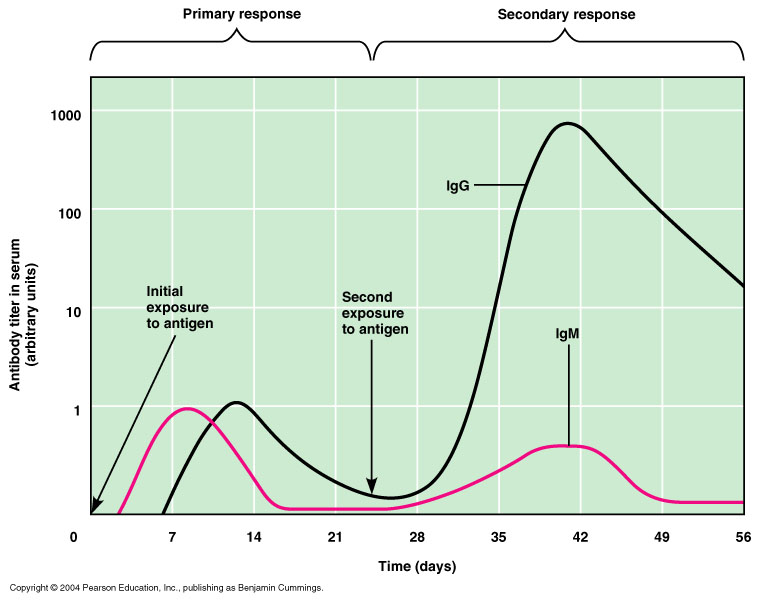 Primary response
Secondary response
1000
100
10
1
0
Antibody titer in serum
(arbitrary units)
Initial
exposure
to antigen
Second
exposure
to antigen
IgG
IgM
7
14
21
28
35
42
49
56
Time (days)
Copyright © 2004 Pearson Education, Inc., publishing as Benjamin Cummings.